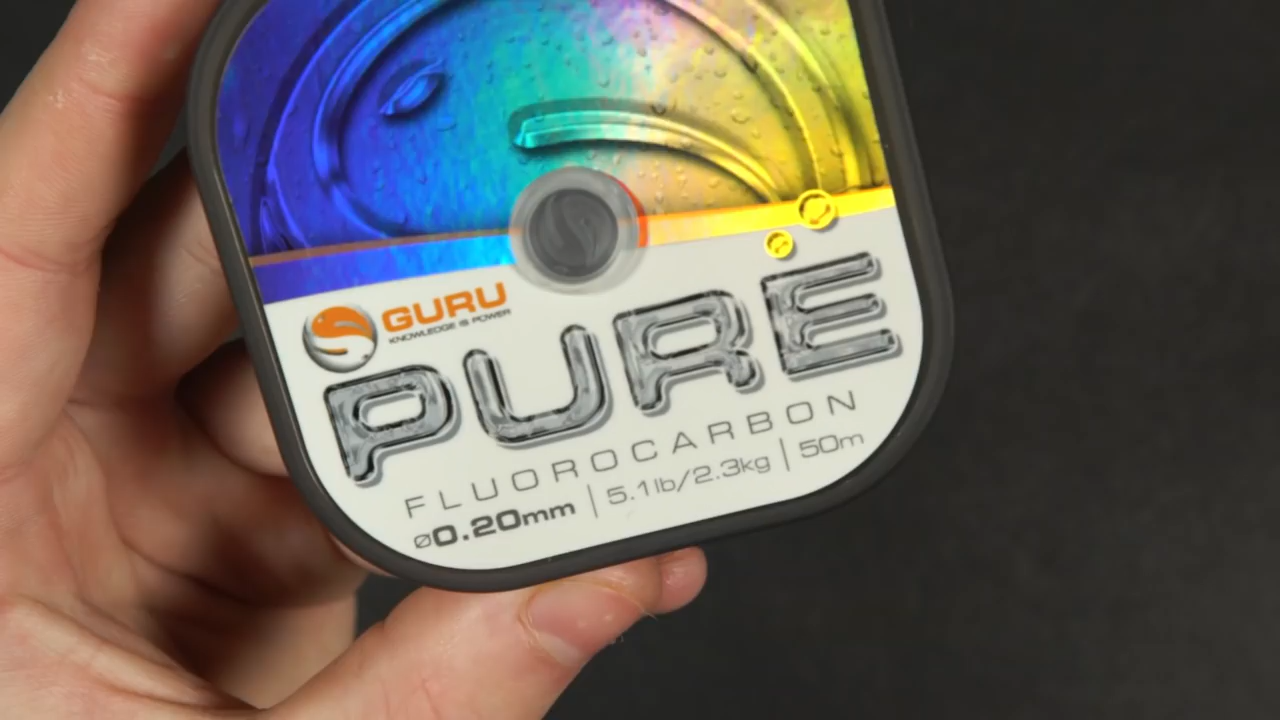 GURU
KNOWLEDGE IS POWER
PURE
FLUOROCARBON
ø0.20mm | 5.1lb/2.3kg | 50m